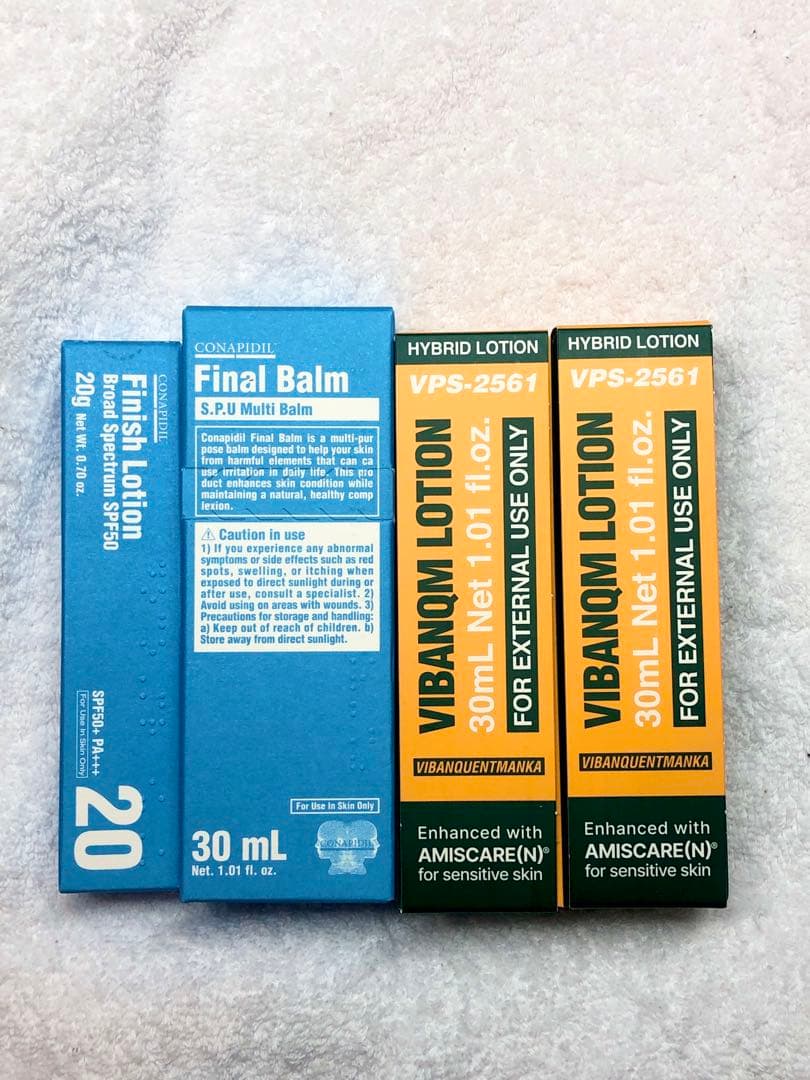 CONAPIDIL
Finish Lotion
Broad Spectrum SPF50
20g Net Wt. 0.70 oz.
SPF50+ PA+++
For Use In Skin Only
20
CONAPIDIL
Final Balm
S.P.U Multi Balm
Conapidil Final Balm is a multi-pur
pose balm designed to help your skin
from harmful elements that can ca
use irritation in daily life. This pro
duct enhances skin condition while
maintaining a natural, healthy comp
lexion.
⚠ Caution in use
1) If you experience any abnormal
symptoms or side effects such as red
spots, swelling, or itching when
exposed to direct sunlight during or
after use, consult a specialist. 2)
Avoid using on areas with wounds. 3)
Precautions for storage and handling:
a) Keep out of reach of children. b)
Store away from direct sunlight.
For Use In Skin Only
30 mL
Net. 1.01 fl. oz.
CONAPIDIL
HYBRID LOTION
VPS-2561
VIBANQM LOTION
30mL Net 1.01 fl.oz.
FOR EXTERNAL USE ONLY
VIBANQUENTMANKA
Enhanced with
AMISCARE(N)®
for sensitive skin
HYBRID LOTION
VPS-2561
VIBANQM LOTION
30mL Net 1.01 fl.oz.
FOR EXTERNAL USE ONLY
VIBANQUENTMANKA
Enhanced with
AMISCARE(N)®
for sensitive skin